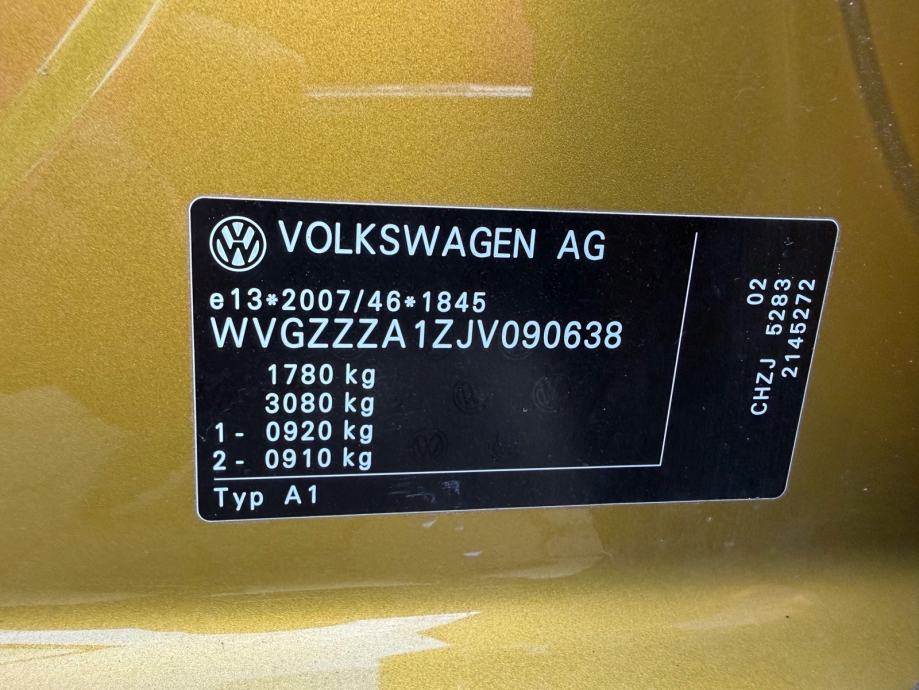 VOLKSWAGEN AG
e13*2007/46*1845
WVGZZZA1ZJV090638
1780 kg
3080 kg
1- 0920 kg
2- 0910 kg
Typ A1
02
CHZJ 5283
2145272